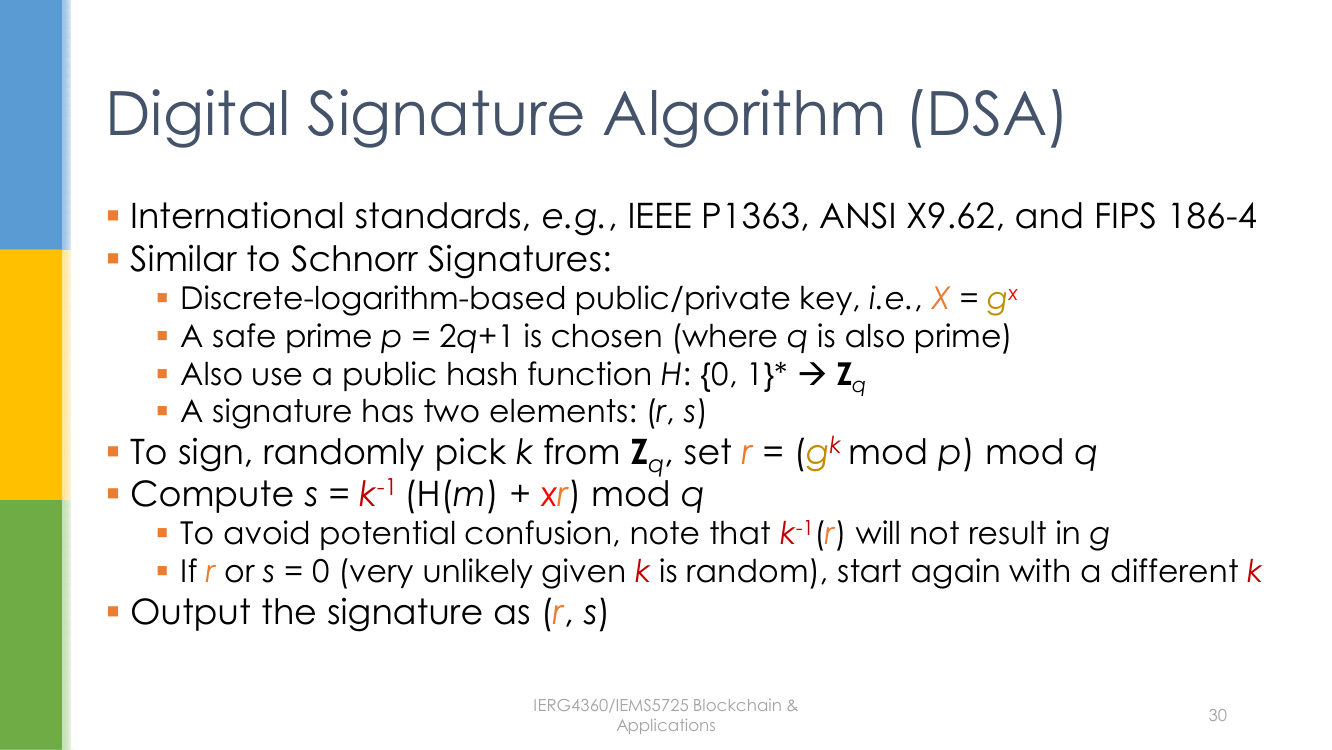 Digital Signature Algorithm (DSA)
▪ International standards, e.g., IEEE P1363, ANSI X9.62, and FIPS 186-4
▪ Similar to Schnorr Signatures:
▪ Discrete-logarithm-based public/private key, i.e., X = gˣ
▪ A safe prime p = 2q+1 is chosen (where q is also prime)
▪ Also use a public hash function H: {0, 1}* → Z_q
▪ A signature has two elements: (r, s)
▪ To sign, randomly pick k from Z_q, set r = (gᵏ mod p) mod q
▪ Compute s = k⁻¹ (H(m) + xr) mod q
▪ To avoid potential confusion, note that k⁻¹(r) will not result in g
▪ If r or s = 0 (very unlikely given k is random), start again with a different k
▪ Output the signature as (r, s)
IERG4360/IEMS5725 Blockchain &
Applications
30